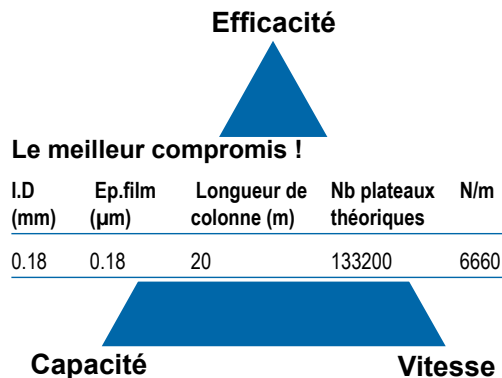 Efficacité
Le meilleur compromis !
I.D Ep.film Longueur de Nb plateaux N/m
(mm) (µm) colonne (m) théoriques
0.18 0.18 20 133200 6660
Capacité Vitesse